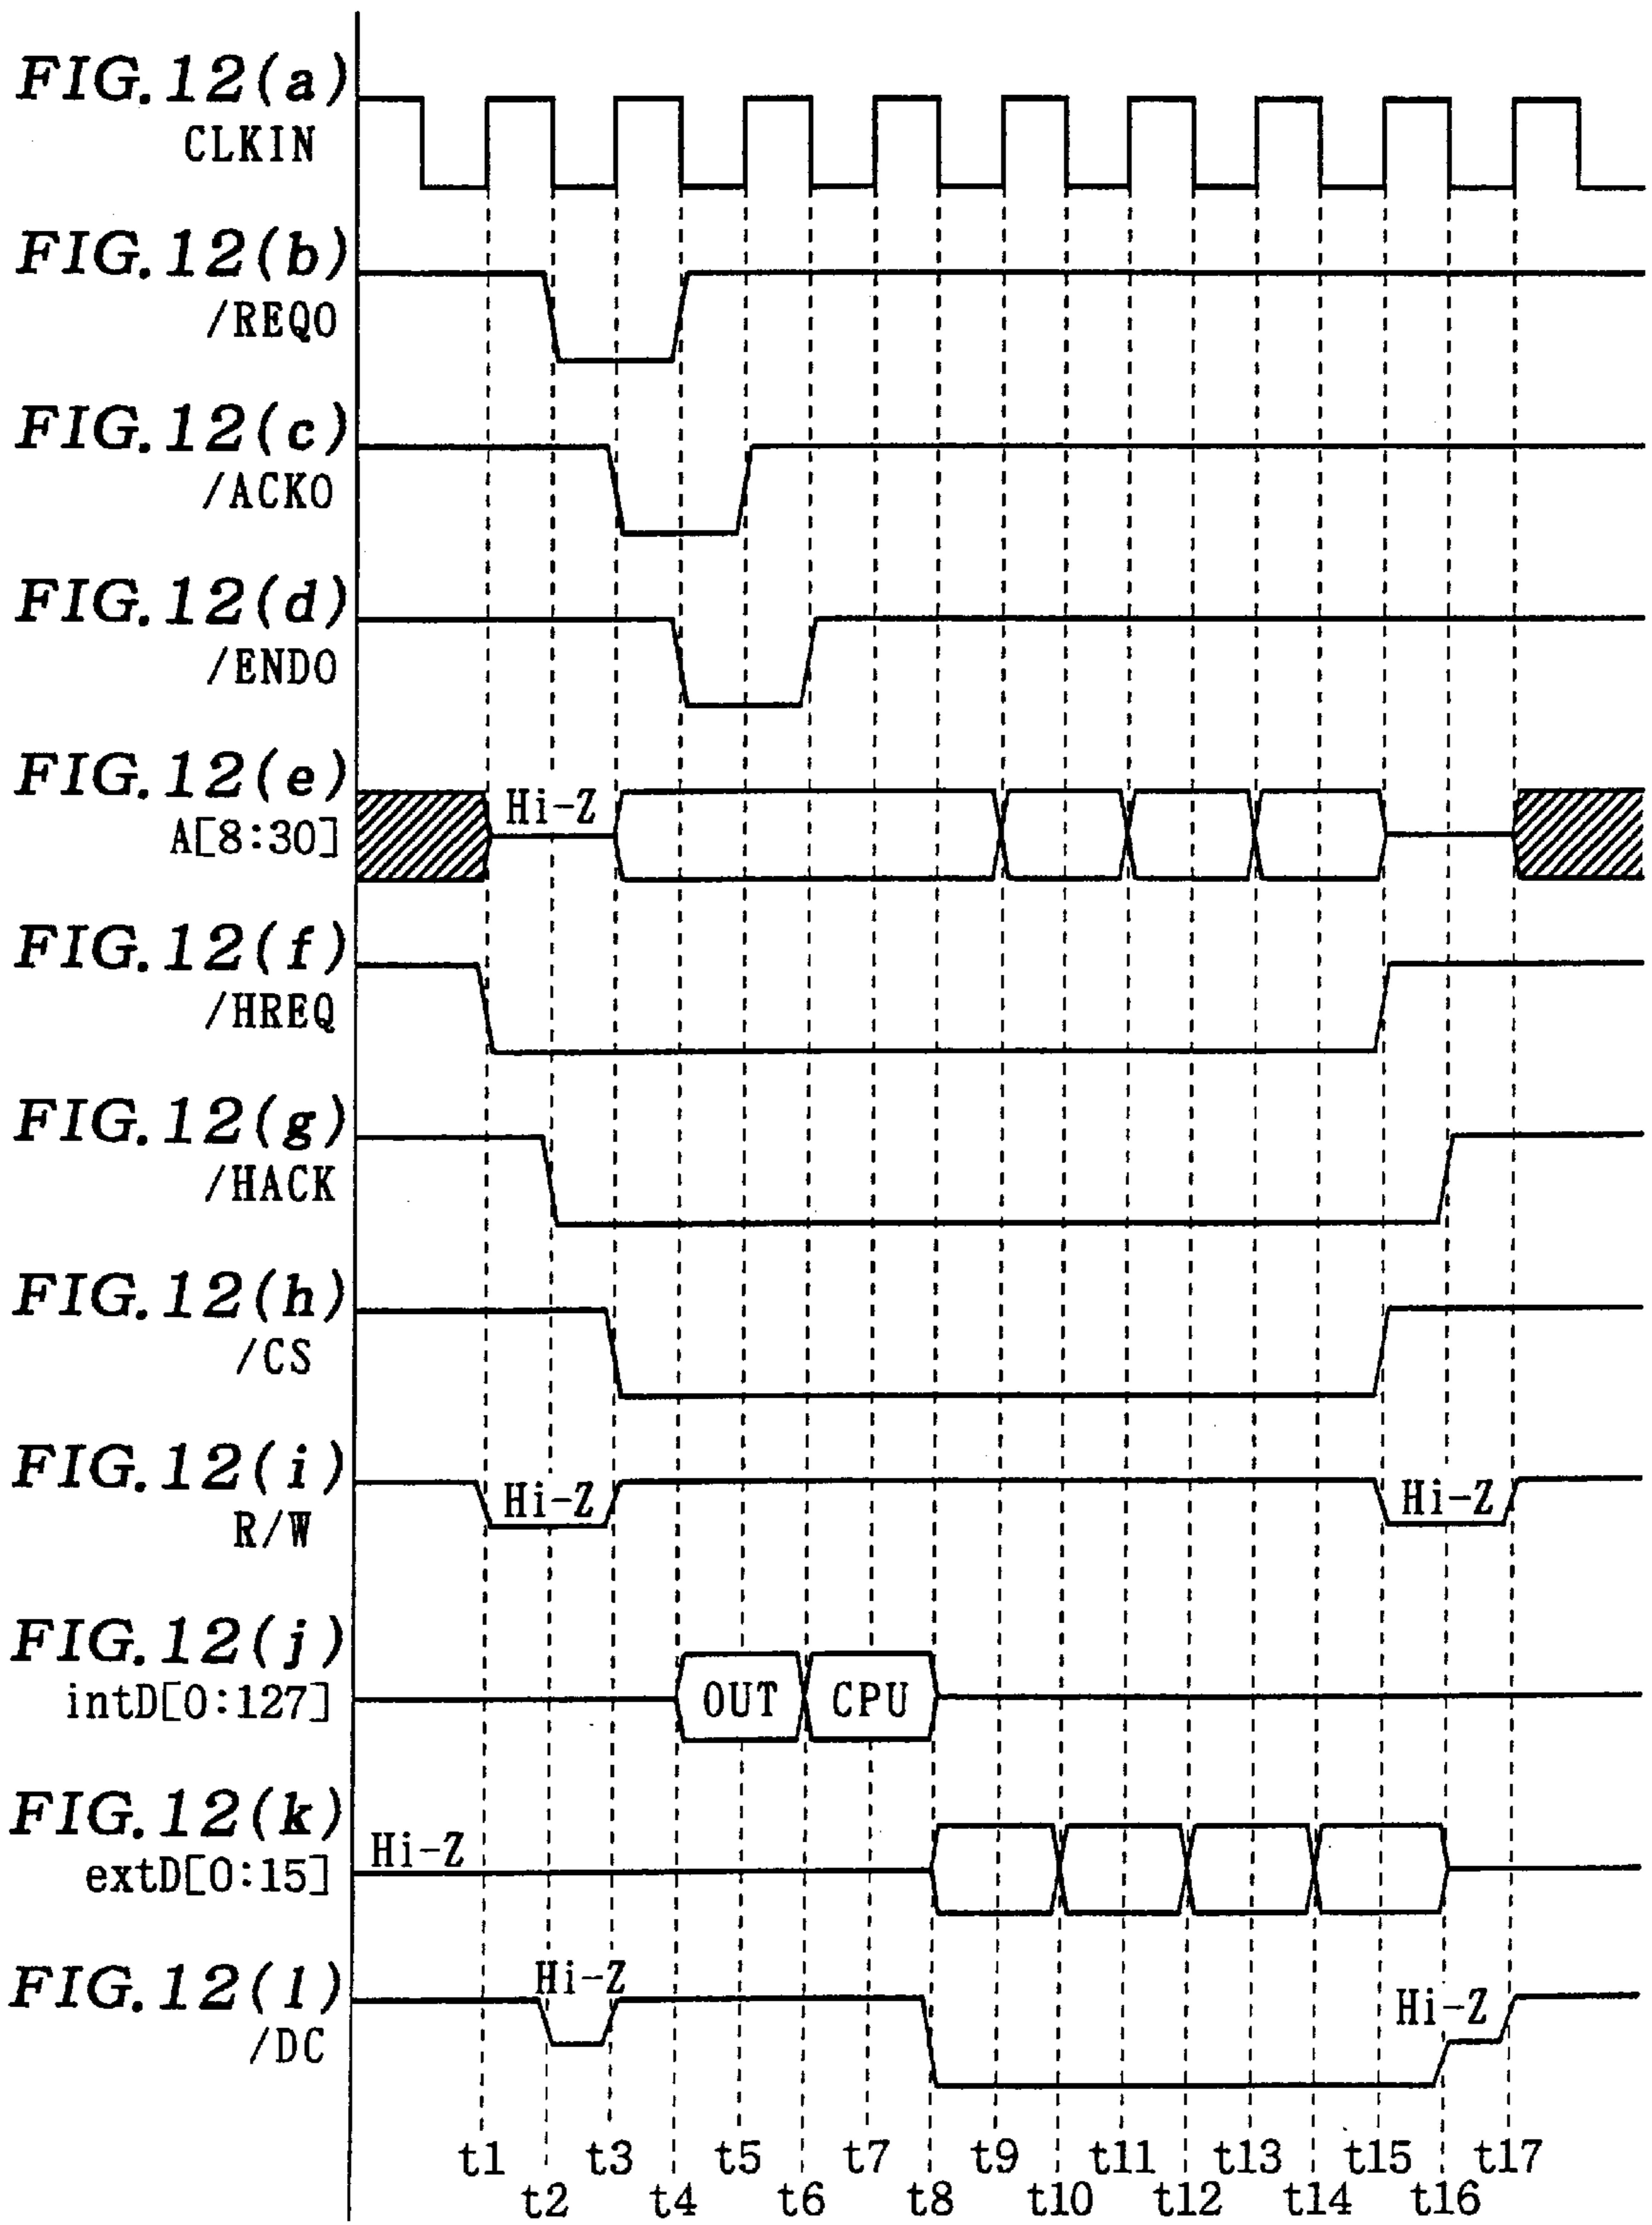 FIG.12(a)
CLKIN
FIG.12(b)
/REQ0
FIG.12(c)
/ACK0
FIG.12(d)
/END0
FIG.12(e)
Hi-Z
A[8:30]
FIG.12(f)
/HREQ
FIG.12(g)
/HACK
FIG.12(h)
/CS
FIG.12(i)
Hi-Z Hi-Z
R/W
FIG.12(j)
intD[0:127] OUT CPU
FIG.12(k)
Hi-Z
extD[0:15]
FIG.12(l)
Hi-Z Hi-Z
/DC
t1 t3 t5 t7 t9 t11 t13 t15 t17
t2 t4 t6 t8 t10 t12 t14 t16